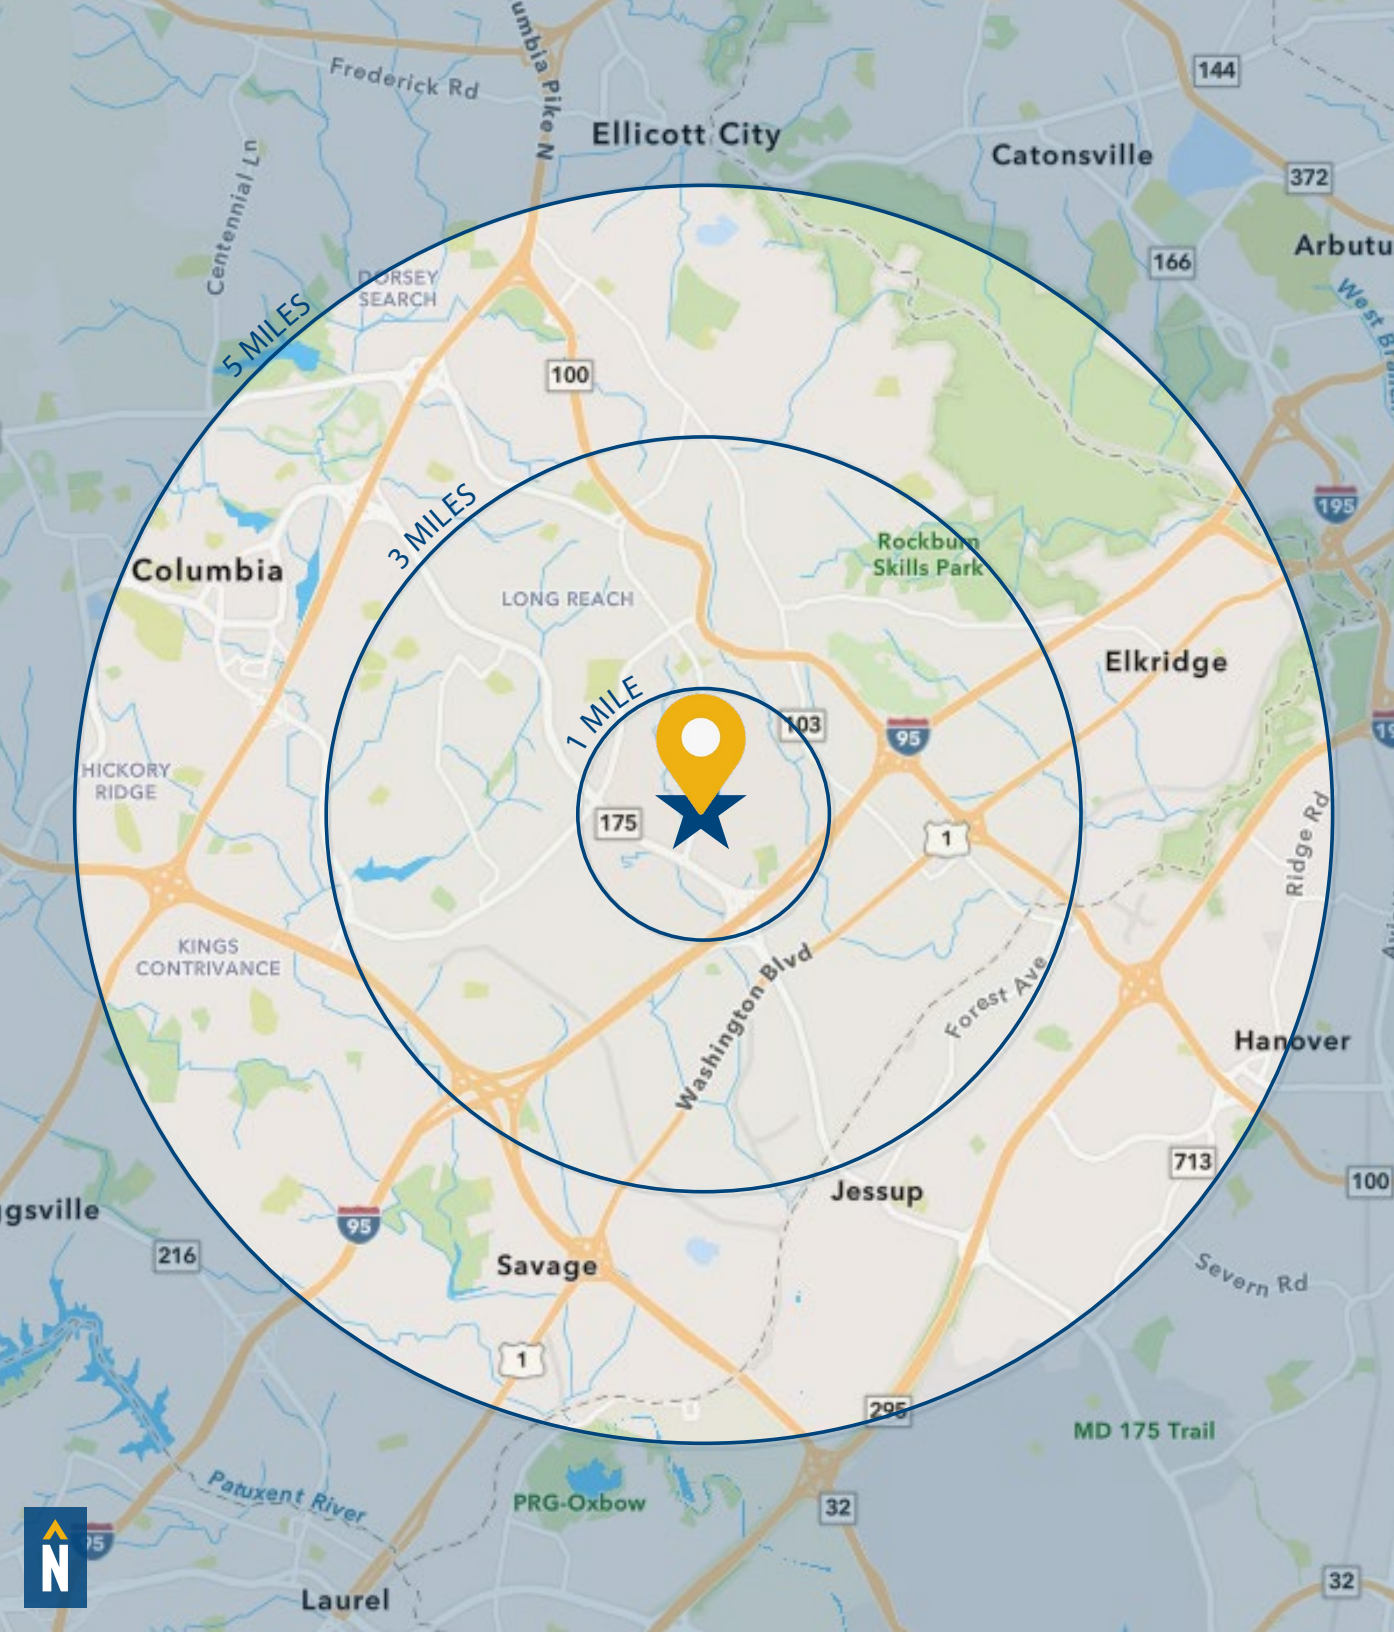 umbia Pike N
Frederick Rd
144
Ellicott City
Catonsville
372
Centennial Ln
166
Arbutu
West Br
DORSEY
SEARCH
5 MILES
100
195
3 MILES
Rockburn
Skills Park
Columbia
LONG REACH
Elkridge
1 MILE
103
95
19
HICKORY
RIDGE
175
1
Ridge Rd
KINGS
CONTRIVANCE
Washington Blvd
Forest Ave
Hanover
713
100
Jessup
gsville
95
216
Savage
Severn Rd
1
295
MD 175 Trail
Patuxent River
PRG-Oxbow
32
95
N
32
Laurel